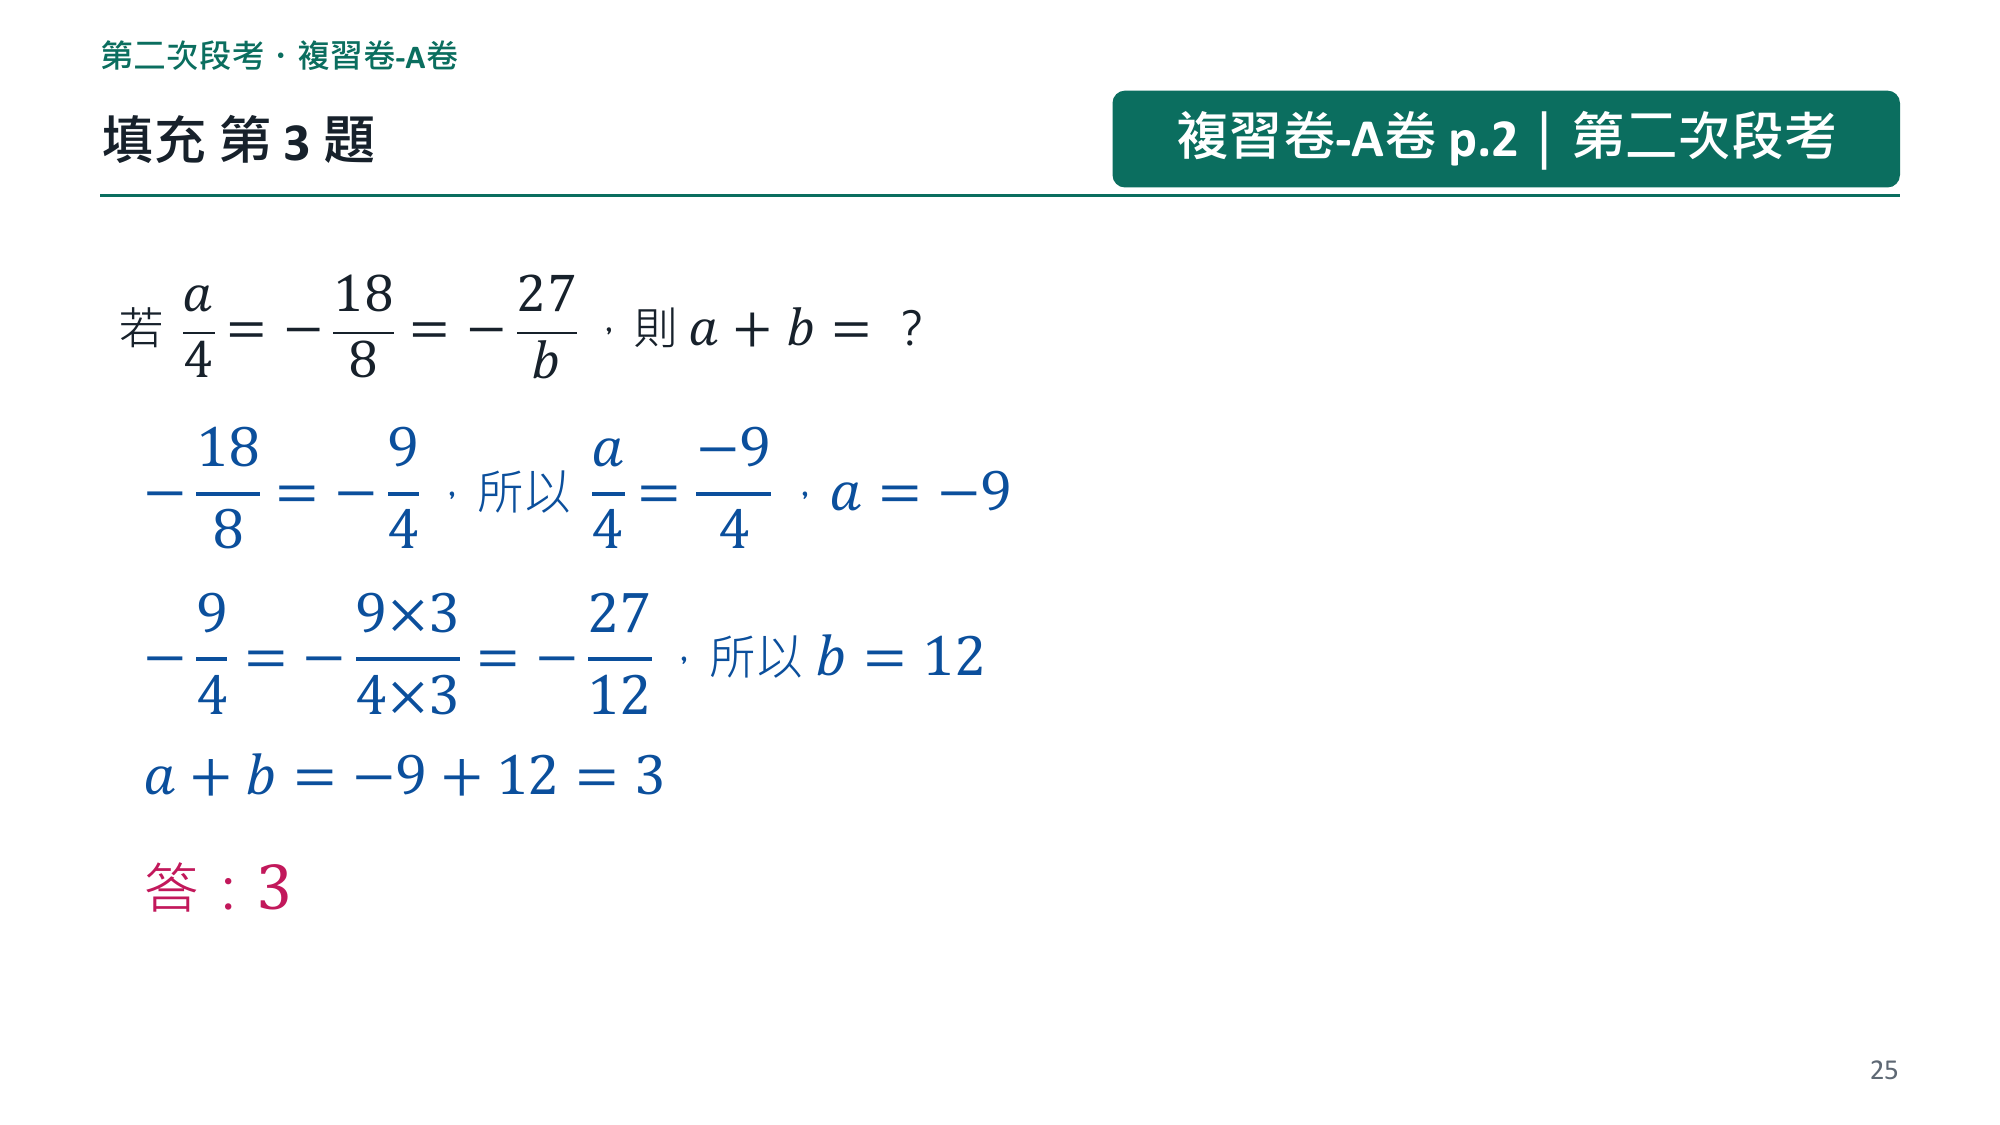 第二次段考・複習卷-A卷
填充 第 3 題
複習卷-A卷 p.2｜第二次段考
若 a/4 = −18/8 = −27/b，則 a + b = ？
−18/8 = −9/4，所以 a/4 = −9/4，a = −9
−9/4 = −9×3/4×3 = −27/12，所以 b = 12
a + b = −9 + 12 = 3
答：3
25